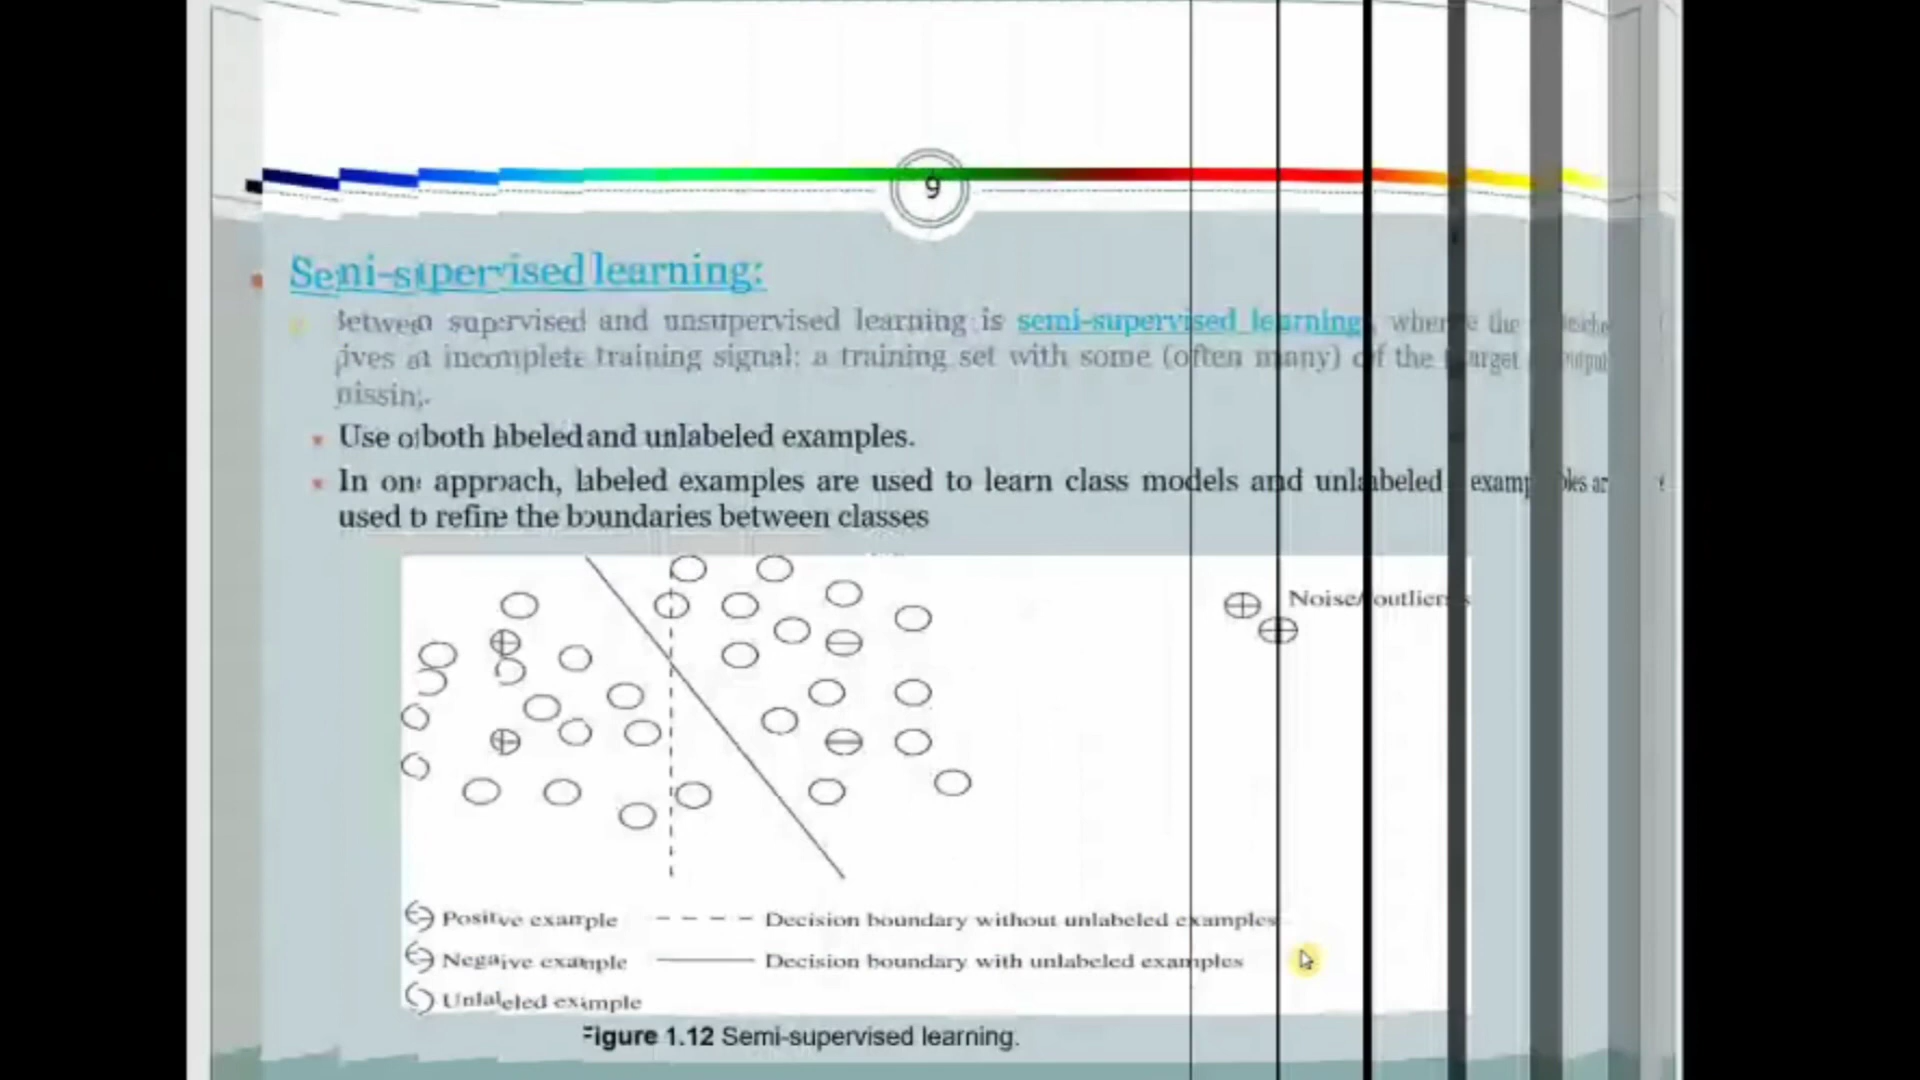 9
Semi-supervised learning:
Between supervised and unsupervised learning is semi-supervised learning, where the
gives an incomplete training signal: a training set with some (often many) of the target
missing.
Use of both labeled and unlabeled examples.
In one approach, labeled examples are used to learn class models and unlabeled examples are
used to refine the boundaries between classes
Noise/outliers
Positive example
Decision boundary without unlabeled examples
Negative example
Decision boundary with unlabeled examples
Unlabeled example
Figure 1.12 Semi-supervised learning.